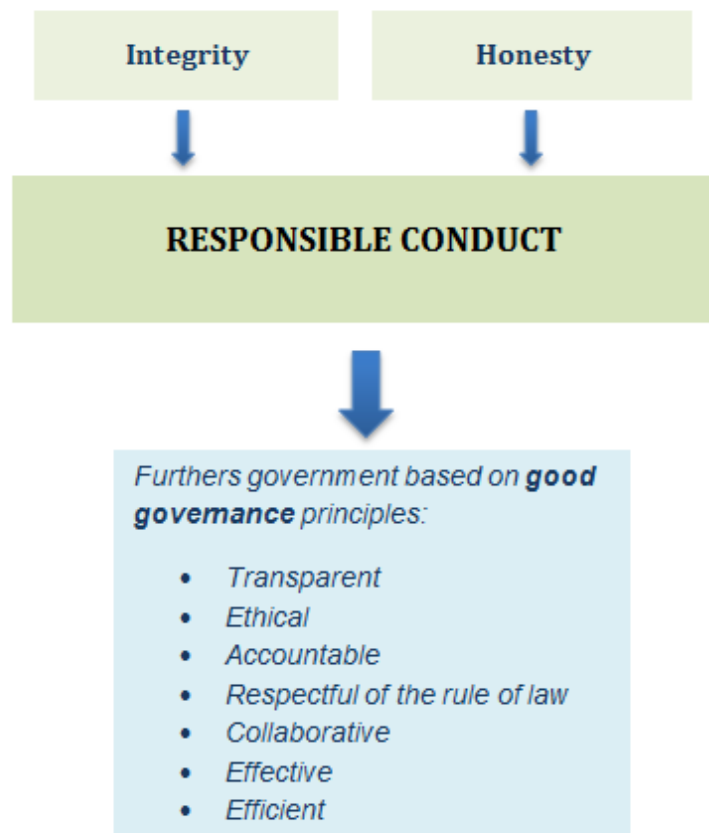 Integrity
Honesty
RESPONSIBLE CONDUCT
Furthers government based on good
governance principles:
• Transparent
• Ethical
• Accountable
• Respectful of the rule of law
• Collaborative
• Effective
• Efficient